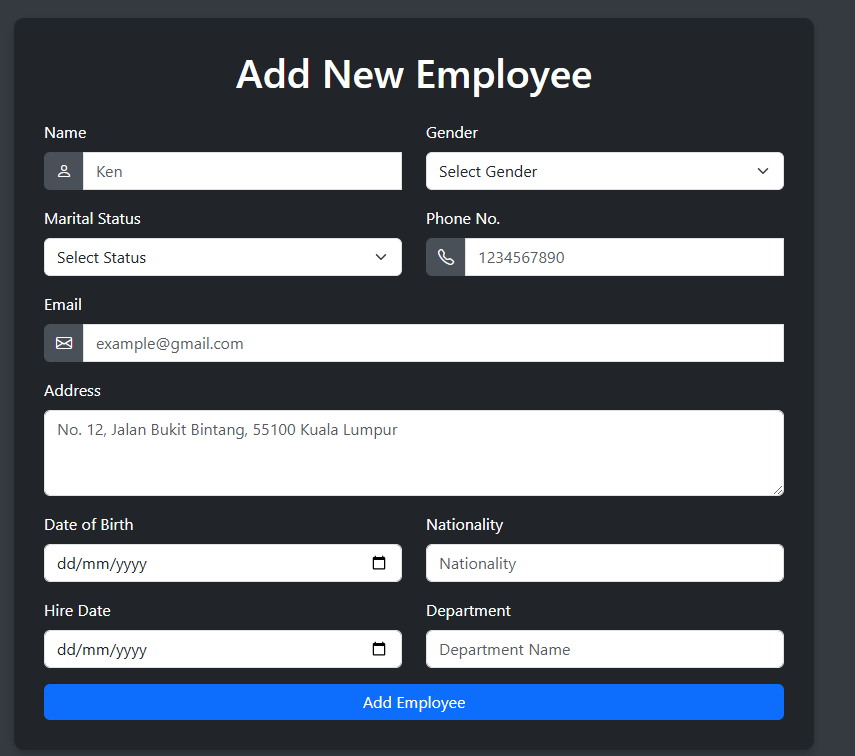 Add New Employee
Name Gender
Ken Select Gender
Marital Status Phone No.
Select Status 1234567890
Email
example@gmail.com
Address
No. 12, Jalan Bukit Bintang, 55100 Kuala Lumpur
Date of Birth Nationality
dd/mm/yyyy Nationality
Hire Date Department
dd/mm/yyyy Department Name
Add Employee